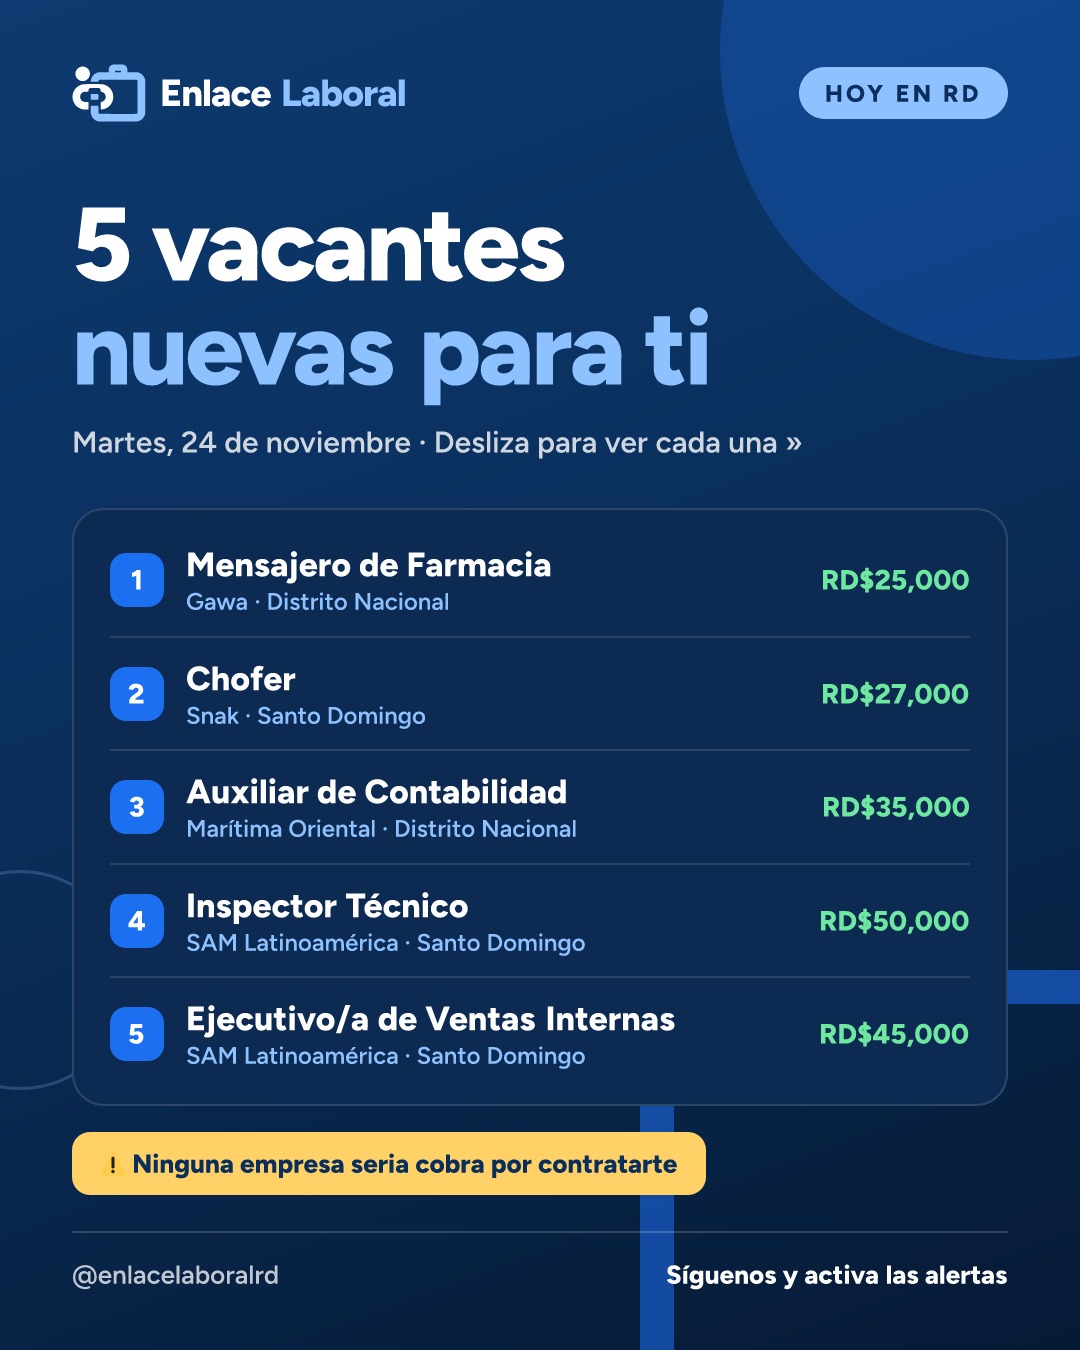 Enlace Laboral
HOY EN RD
5 vacantes
nuevas para ti
Martes, 24 de noviembre · Desliza para ver cada una »
1
Mensajero de Farmacia
Gawa · Distrito Nacional
RD$25,000
2
Chofer
Snak · Santo Domingo
RD$27,000
3
Auxiliar de Contabilidad
Marítima Oriental · Distrito Nacional
RD$35,000
4
Inspector Técnico
SAM Latinoamérica · Santo Domingo
RD$50,000
5
Ejecutivo/a de Ventas Internas
SAM Latinoamérica · Santo Domingo
RD$45,000
⚠️ Ninguna empresa seria cobra por contratarte
@enlacelaboralrd
Síguenos y activa las alertas